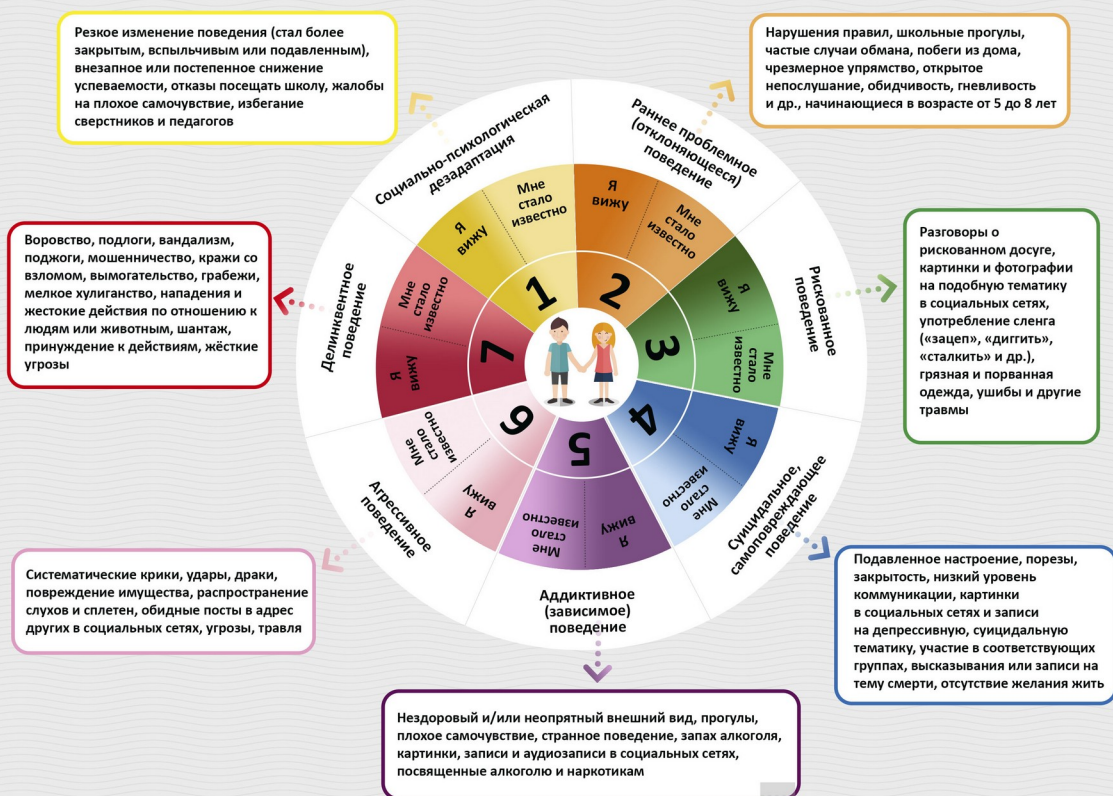 Резкое изменение поведения (стал более
закрытым, вспыльчивым или подавленным),
внезапное или постепенное снижение
успеваемости, отказы посещать школу, жалобы
на плохое самочувствие, избегание
сверстников и педагогов
Нарушения правил, школьные прогулы,
частые случаи обмана, побеги из дома,
чрезмерное упрямство, открытое
непослушание, обидчивость, гневливость
и др., начинающиеся в возрасте от 5 до 8 лет
Социально-психологическая
дезадаптация
Я
вижу
Мне
стало
известно
1
Раннее проблемное
(отклоняющееся)
поведение
Я
вижу
Мне
стало
известно
2
Рискованное
поведение
Я
вижу
Мне
стало
известно
3
Разговоры о
рискованном досуге,
картинки и фотографии
на подобную тематику
в социальных сетях,
употребление сленга
(«зацеп», «диггить»,
«сталкить» и др.),
грязная и порванная
одежда, ушибы и другие
травмы
Суицидальное,
самоповреждающее
поведение
Я
вижу
Мне
стало
известно
4
Подавленное настроение, порезы,
закрытость, низкий уровень
коммуникации, картинки
в социальных сетях и записи
на депрессивную, суицидальную
тематику, участие в соответствующих
группах, высказывания или записи на
тему смерти, отсутствие желания жить
5
Я
вижу
Мне
стало
известно
Аддиктивное
(зависимое)
поведение
Нездоровый и/или неопрятный внешний вид, прогулы,
плохое самочувствие, странное поведение, запах алкоголя,
картинки, записи и аудиозаписи в социальных сетях,
посвященные алкоголю и наркотикам
6
Я
вижу
Мне
стало
известно
Агрессивное
поведение
Систематические крики, удары, драки,
повреждение имущества, распространение
слухов и сплетен, обидные посты в адрес
других в социальных сетях, угрозы, травля
7
Я
вижу
Мне
стало
известно
Делинквентное
поведение
Воровство, подлоги, вандализм,
поджоги, мошенничество, кражи со
взломом, вымогательство, грабежи,
мелкое хулиганство, нападения и
жестокие действия по отношению к
людям или животным, шантаж,
принуждение к действиям, жёсткие
угрозы